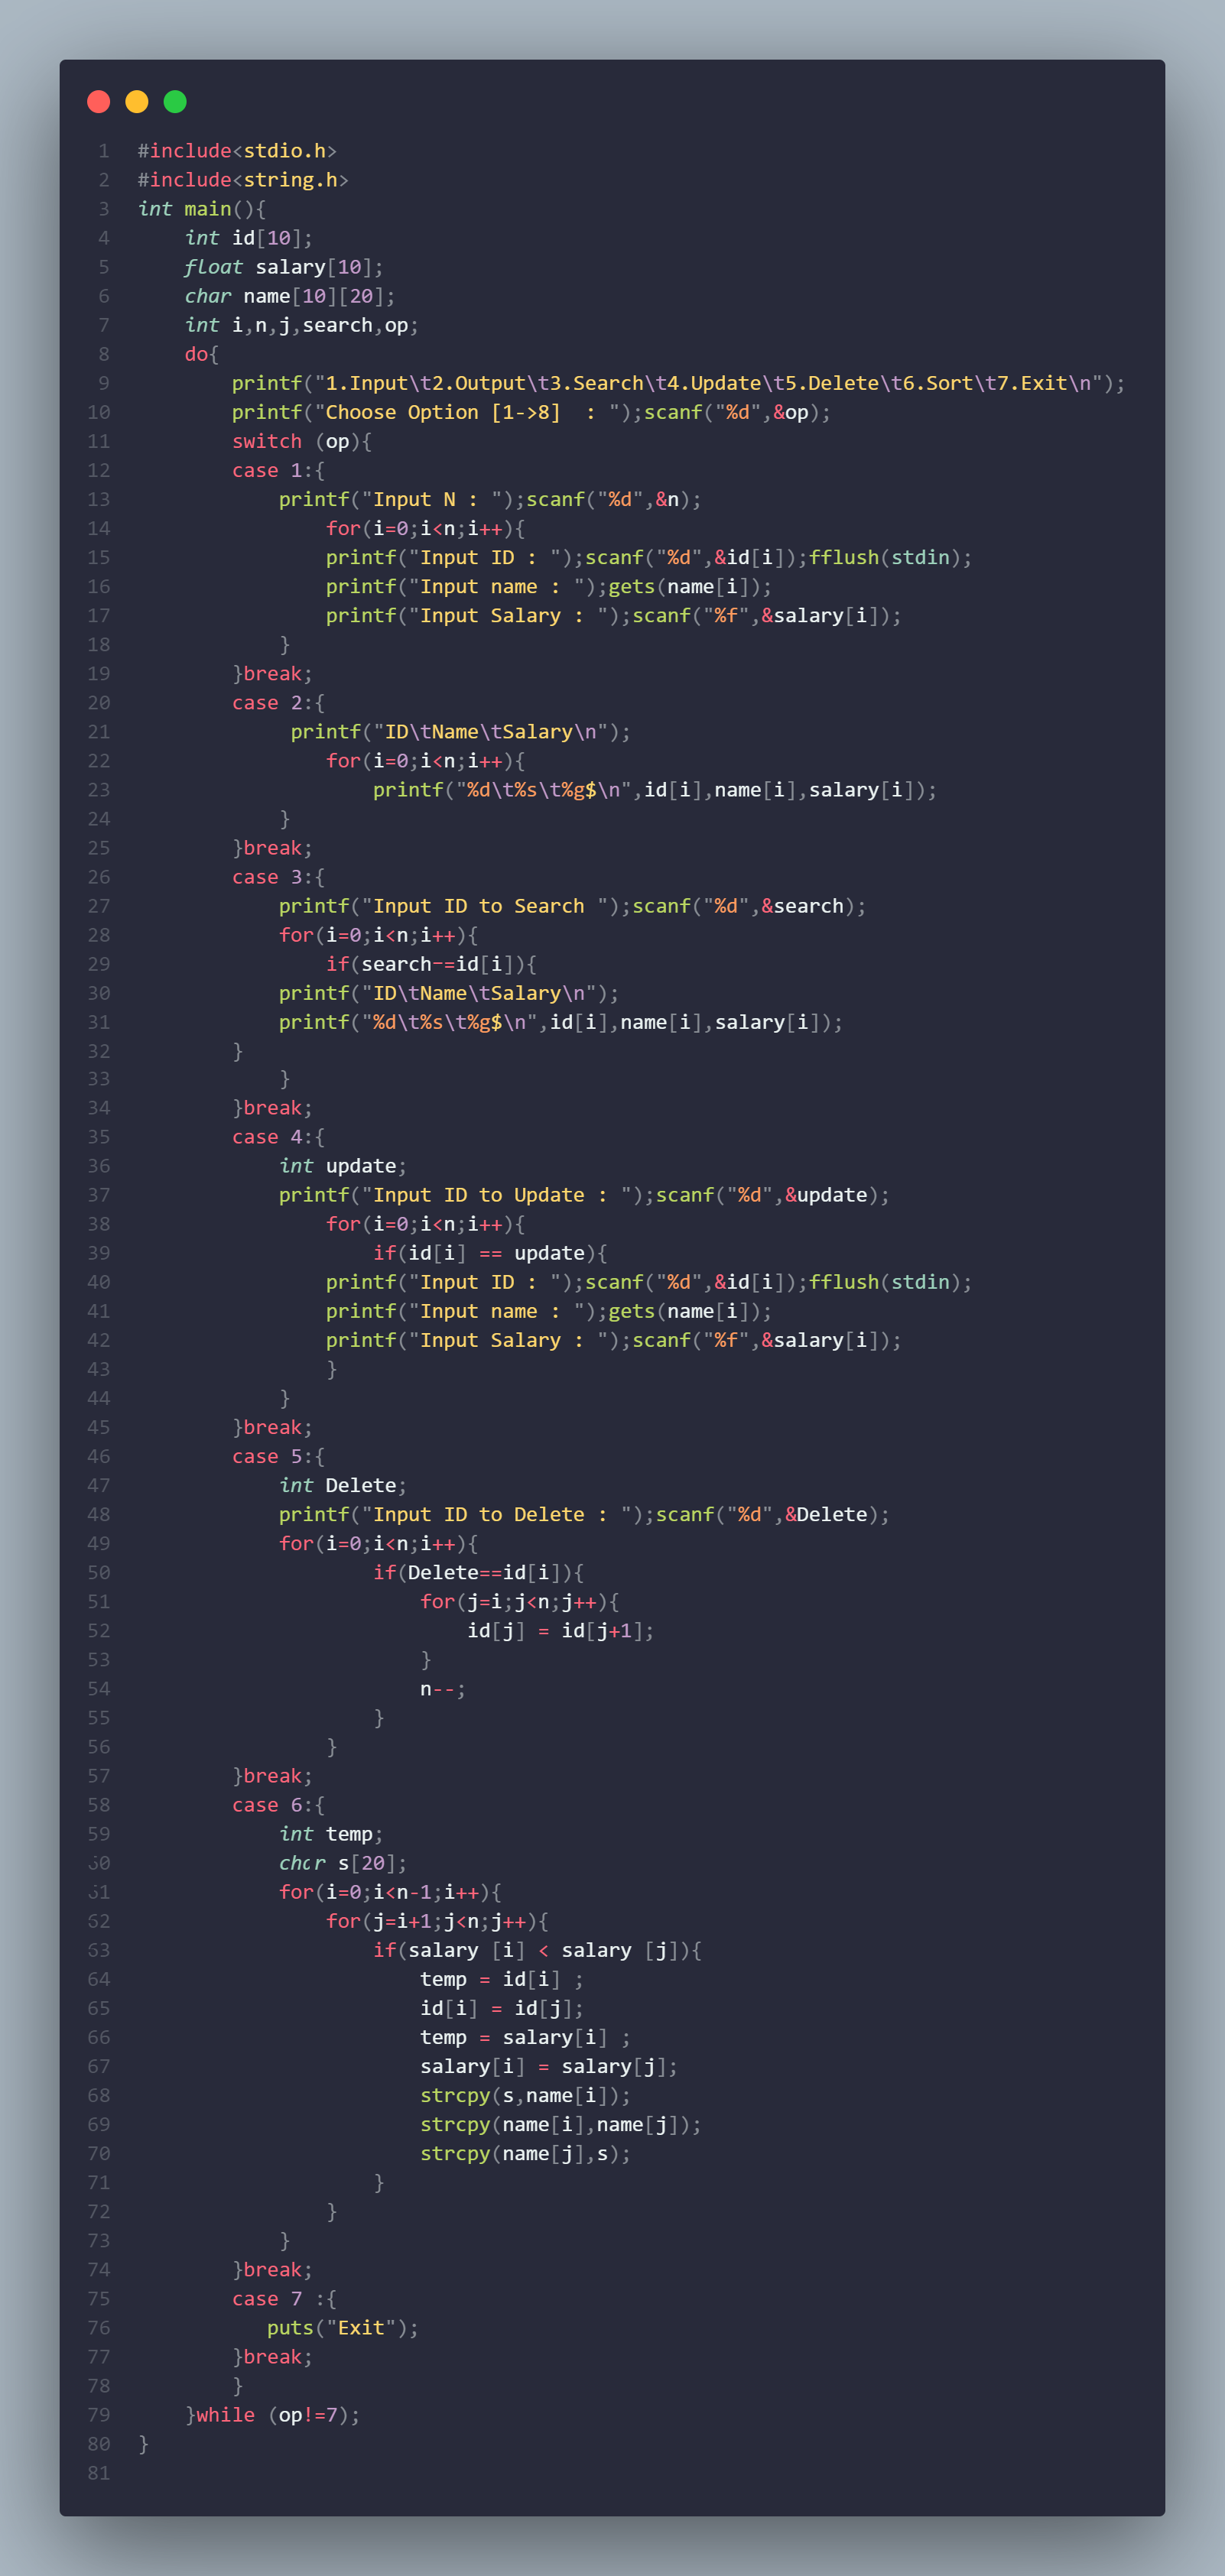 1 #include<stdio.h>
2 #include<string.h>
3 int main(){
4     int id[10];
5     float salary[10];
6     char name[10][20];
7     int i,n,j,search,op;
8     do{
9         printf("1.Input\t2.Output\t3.Search\t4.Update\t5.Delete\t6.Sort\t7.Exit\n");
10         printf("Choose Option [1->8]  : ");scanf("%d",&op);
11         switch (op){
12         case 1:{
13             printf("Input N : ");scanf("%d",&n);
14                 for(i=0;i<n;i++){
15                 printf("Input ID : ");scanf("%d",&id[i]);fflush(stdin);
16                 printf("Input name : ");gets(name[i]);
17                 printf("Input Salary : ");scanf("%f",&salary[i]);
18             }
19         }break;
20         case 2:{
21              printf("ID\tName\tSalary\n");
22                 for(i=0;i<n;i++){
23                     printf("%d\t%s\t%g$\n",id[i],name[i],salary[i]);
24             }
25         }break;
26         case 3:{
27             printf("Input ID to Search ");scanf("%d",&search);
28             for(i=0;i<n;i++){
29                 if(search==id[i]){
30             printf("ID\tName\tSalary\n");
31             printf("%d\t%s\t%g$\n",id[i],name[i],salary[i]);
32         }
33             }
34         }break;
35         case 4:{
36             int update;
37             printf("Input ID to Update : ");scanf("%d",&update);
38                 for(i=0;i<n;i++){
39                     if(id[i] == update){
40                 printf("Input ID : ");scanf("%d",&id[i]);fflush(stdin);
41                 printf("Input name : ");gets(name[i]);
42                 printf("Input Salary : ");scanf("%f",&salary[i]);
43                 }
44             }
45         }break;
46         case 5:{
47             int Delete;
48             printf("Input ID to Delete : ");scanf("%d",&Delete);
49             for(i=0;i<n;i++){
50                     if(Delete==id[i]){
51                         for(j=i;j<n;j++){
52                             id[j] = id[j+1];
53                         }
54                         n--;
55                     }
56                 }
57         }break;
58         case 6:{
59             int temp;
60             char s[20];
61             for(i=0;i<n-1;i++){
62                 for(j=i+1;j<n;j++){
63                     if(salary [i] < salary [j]){
64                         temp = id[i] ;
65                         id[i] = id[j];
66                         temp = salary[i] ;
67                         salary[i] = salary[j];
68                         strcpy(s,name[i]);
69                         strcpy(name[i],name[j]);
70                         strcpy(name[j],s);
71                     }
72                 }
73             }
74         }break;
75         case 7 :{
76            puts("Exit");
77         }break;
78         }
79     }while (op!=7);
80 }
81